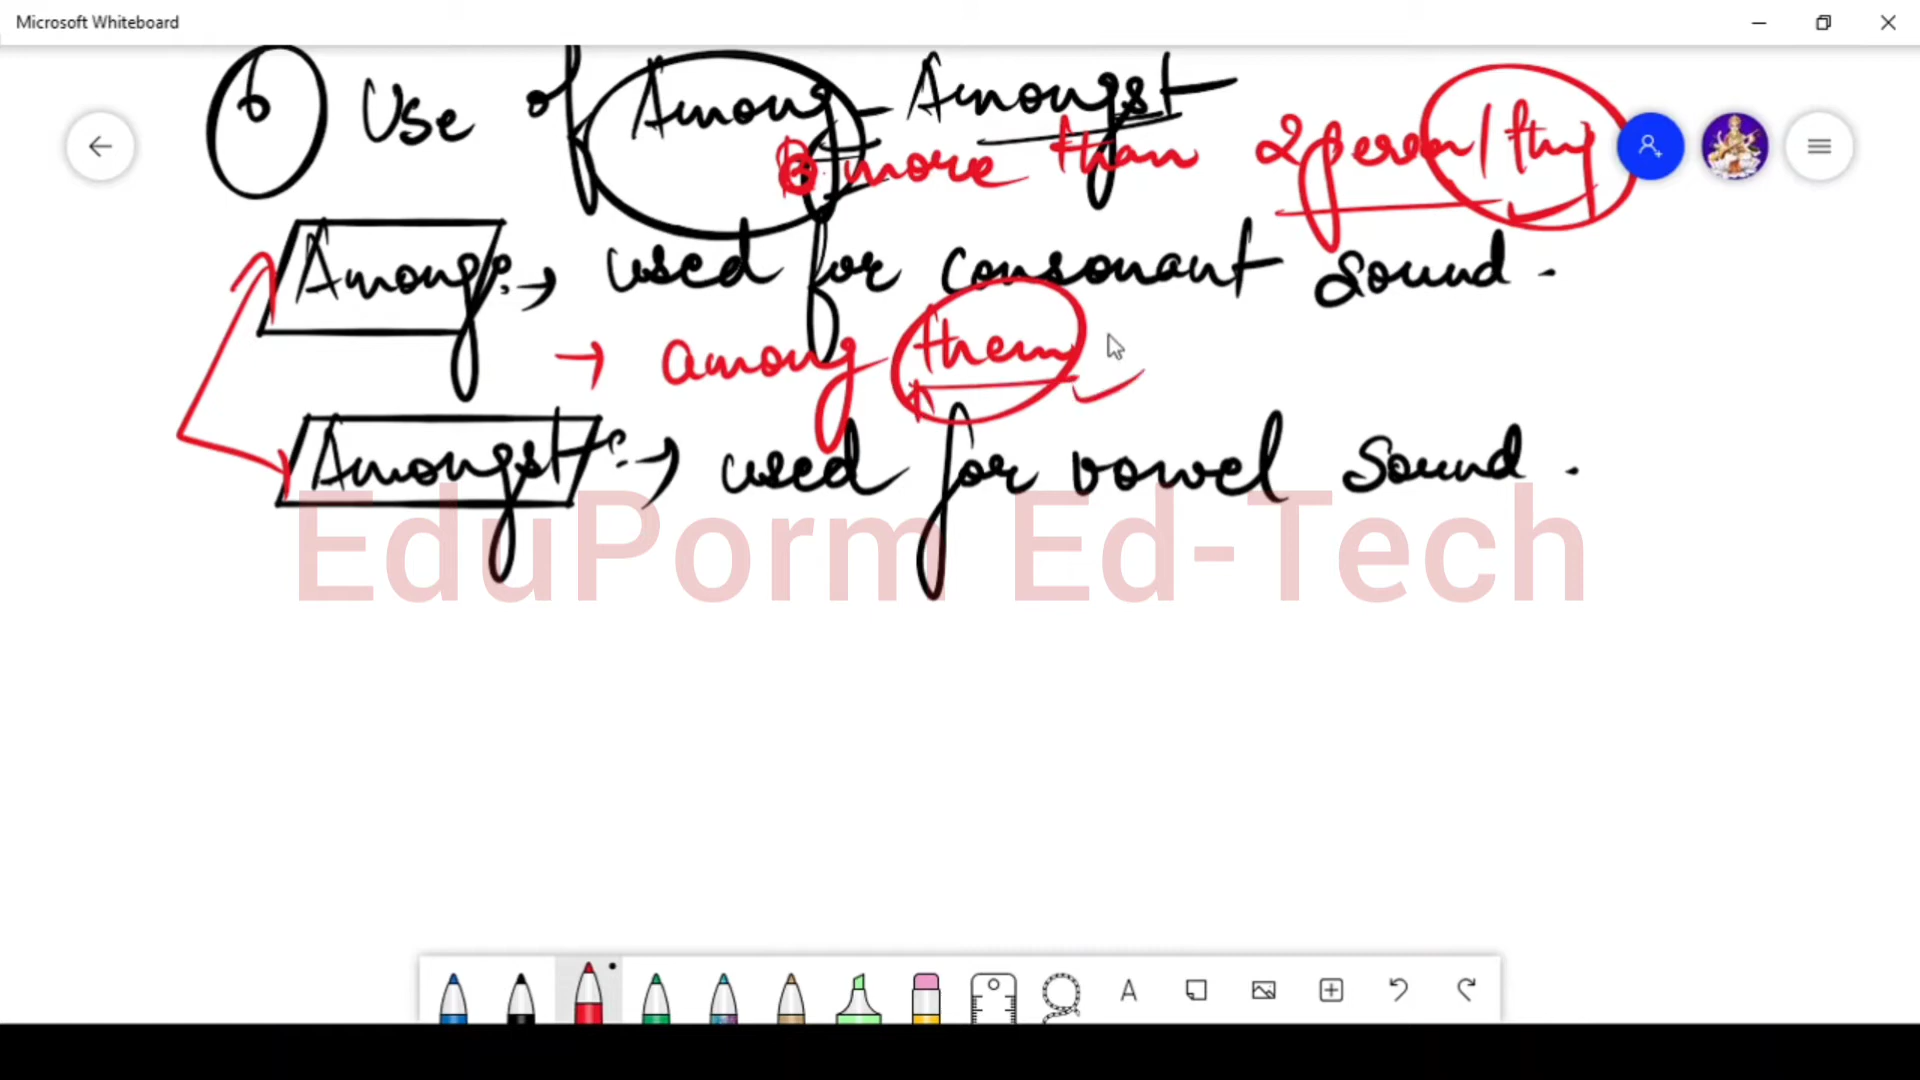 Microsoft Whiteboard
6 Use of Among - Amongst
more than 2 person / thing
Among :→ used for consonant sound.
→ among them
Amongst :→ used for vowel sound.
EduPorm Ed-Tech